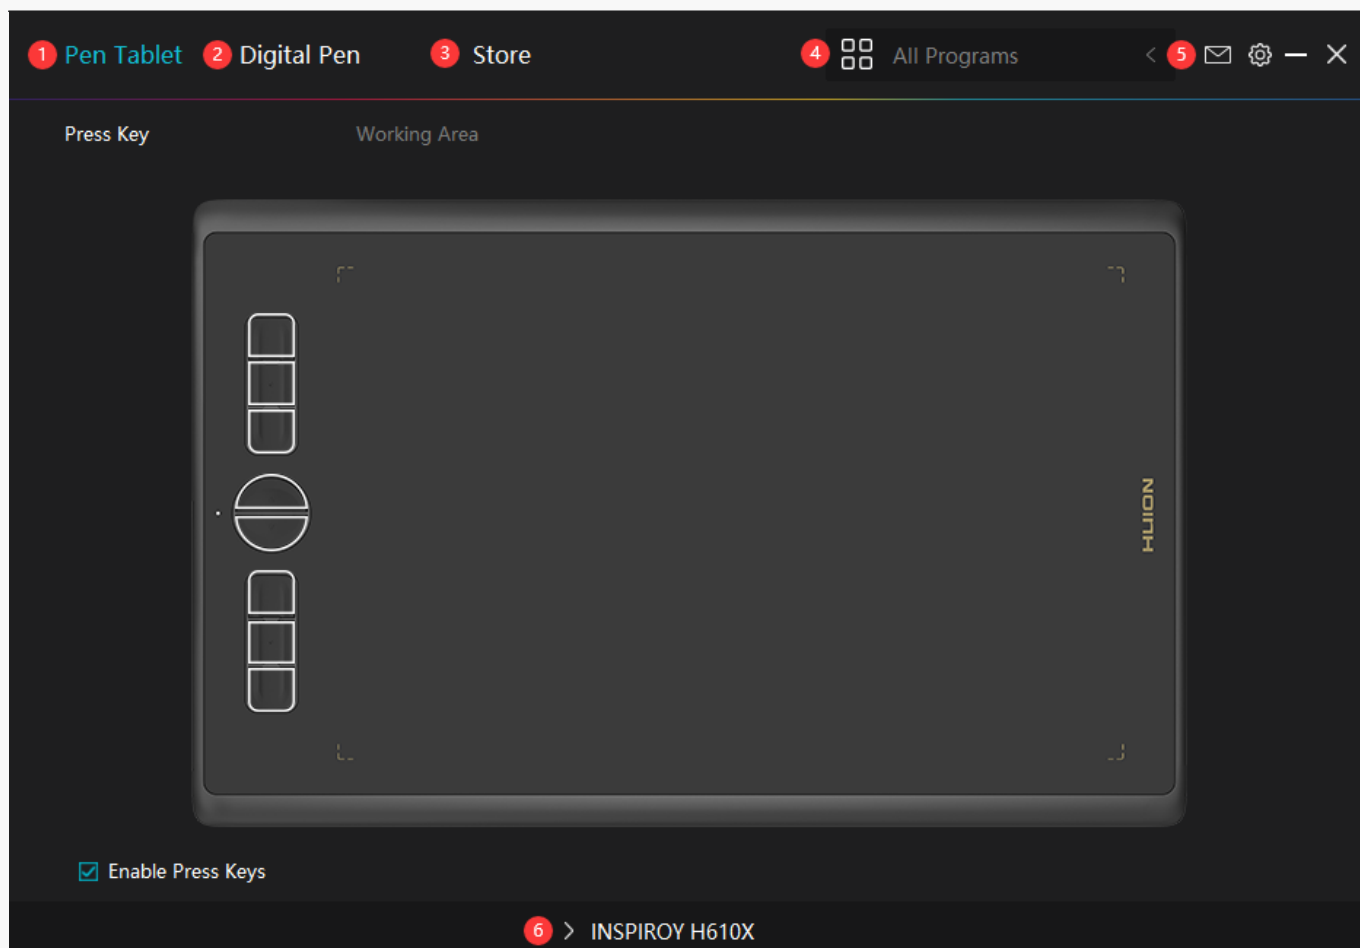 1 Pen Tablet 2 Digital Pen 3 Store 4 All Programs 5
Press Key Working Area
HUION
Enable Press Keys
6 INSPIROY H610X